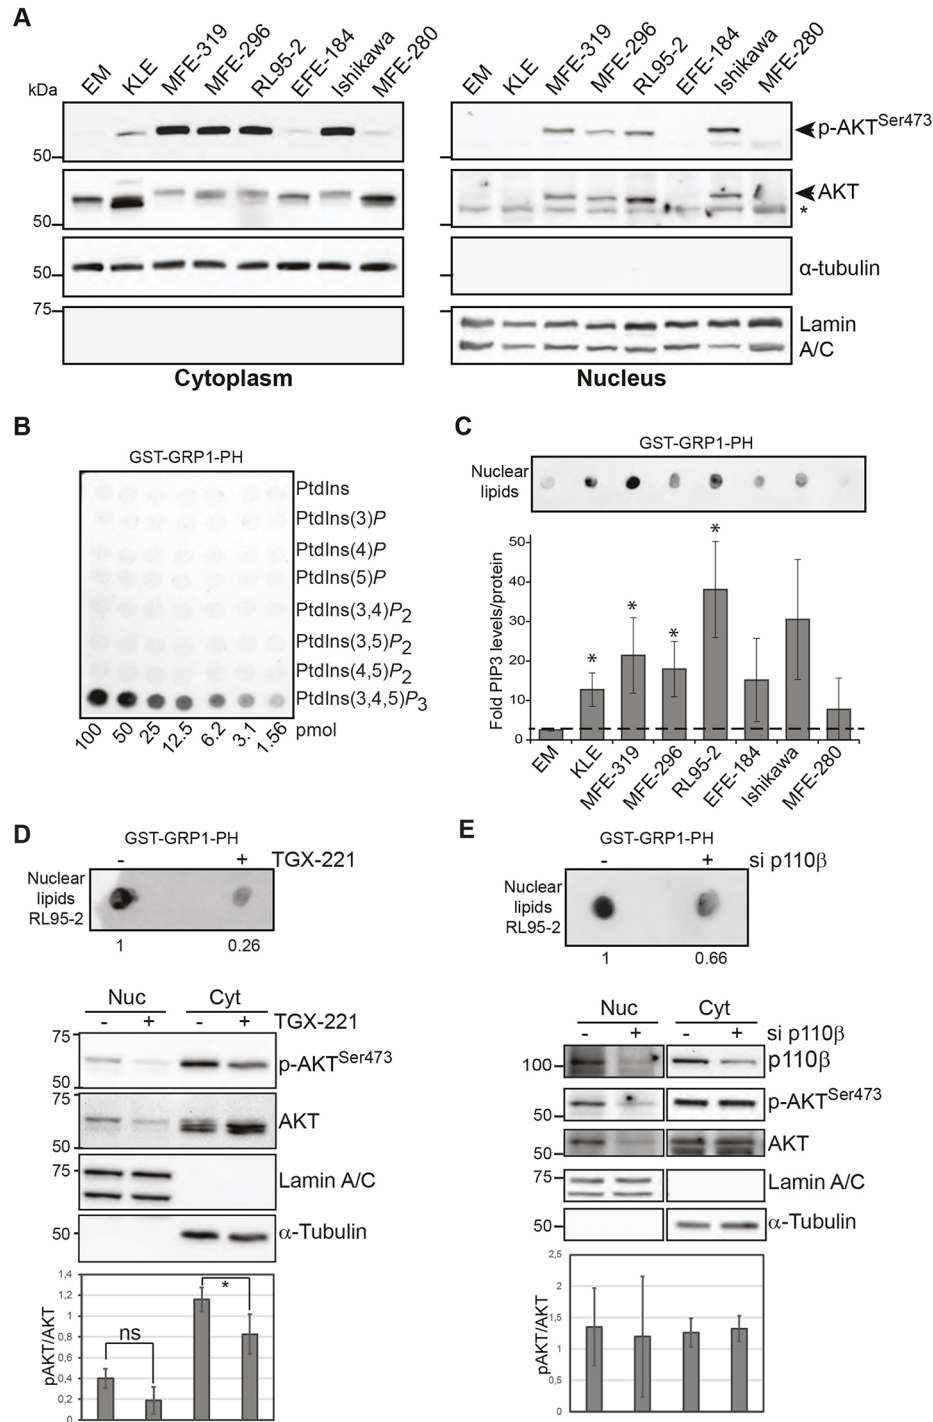 A
EM KLE MFE-319 MFE-296 RL95-2 EFE-184 Ishikawa MFE-280
EM KLE MFE-319 MFE-296 RL95-2 EFE-184 Ishikawa MFE-280
kDa
p-AKTSer473
50
AKT
*
50
α-tubulin
50
75
Lamin
A/C
Cytoplasm
Nucleus
B
GST-GRP1-PH
PtdIns
PtdIns(3)P
PtdIns(4)P
PtdIns(5)P
PtdIns(3,4)P2
PtdIns(3,5)P2
PtdIns(4,5)P2
PtdIns(3,4,5)P3
100 50 25 12.5 6.2 3.1 1.56 pmol
C
GST-GRP1-PH
Nuclear
lipids
Fold PIP3 levels/protein
50
40
30
20
10
0
* * * *
EM KLE MFE-319 MFE-296 RL95-2 EFE-184 Ishikawa MFE-280
D
GST-GRP1-PH
- + TGX-221
Nuclear
lipids
RL95-2
1 0.26
Nuc Cyt
- + - + TGX-221
75
p-AKTSer473
50
75
AKT
50
75
Lamin A/C
50
α-Tubulin
pAKT/AKT
1,4
1,2
1
0,8
0,6
0,4
0,2
0
ns
*
E
GST-GRP1-PH
- + si p110β
Nuclear
lipids
RL95-2
1 0.66
Nuc Cyt
- + - + si p110β
100
p110β
p-AKTSer473
50
AKT
50
75
Lamin A/C
50
α-Tubulin
pAKT/AKT
2,5
2
1,5
1
0,5
0